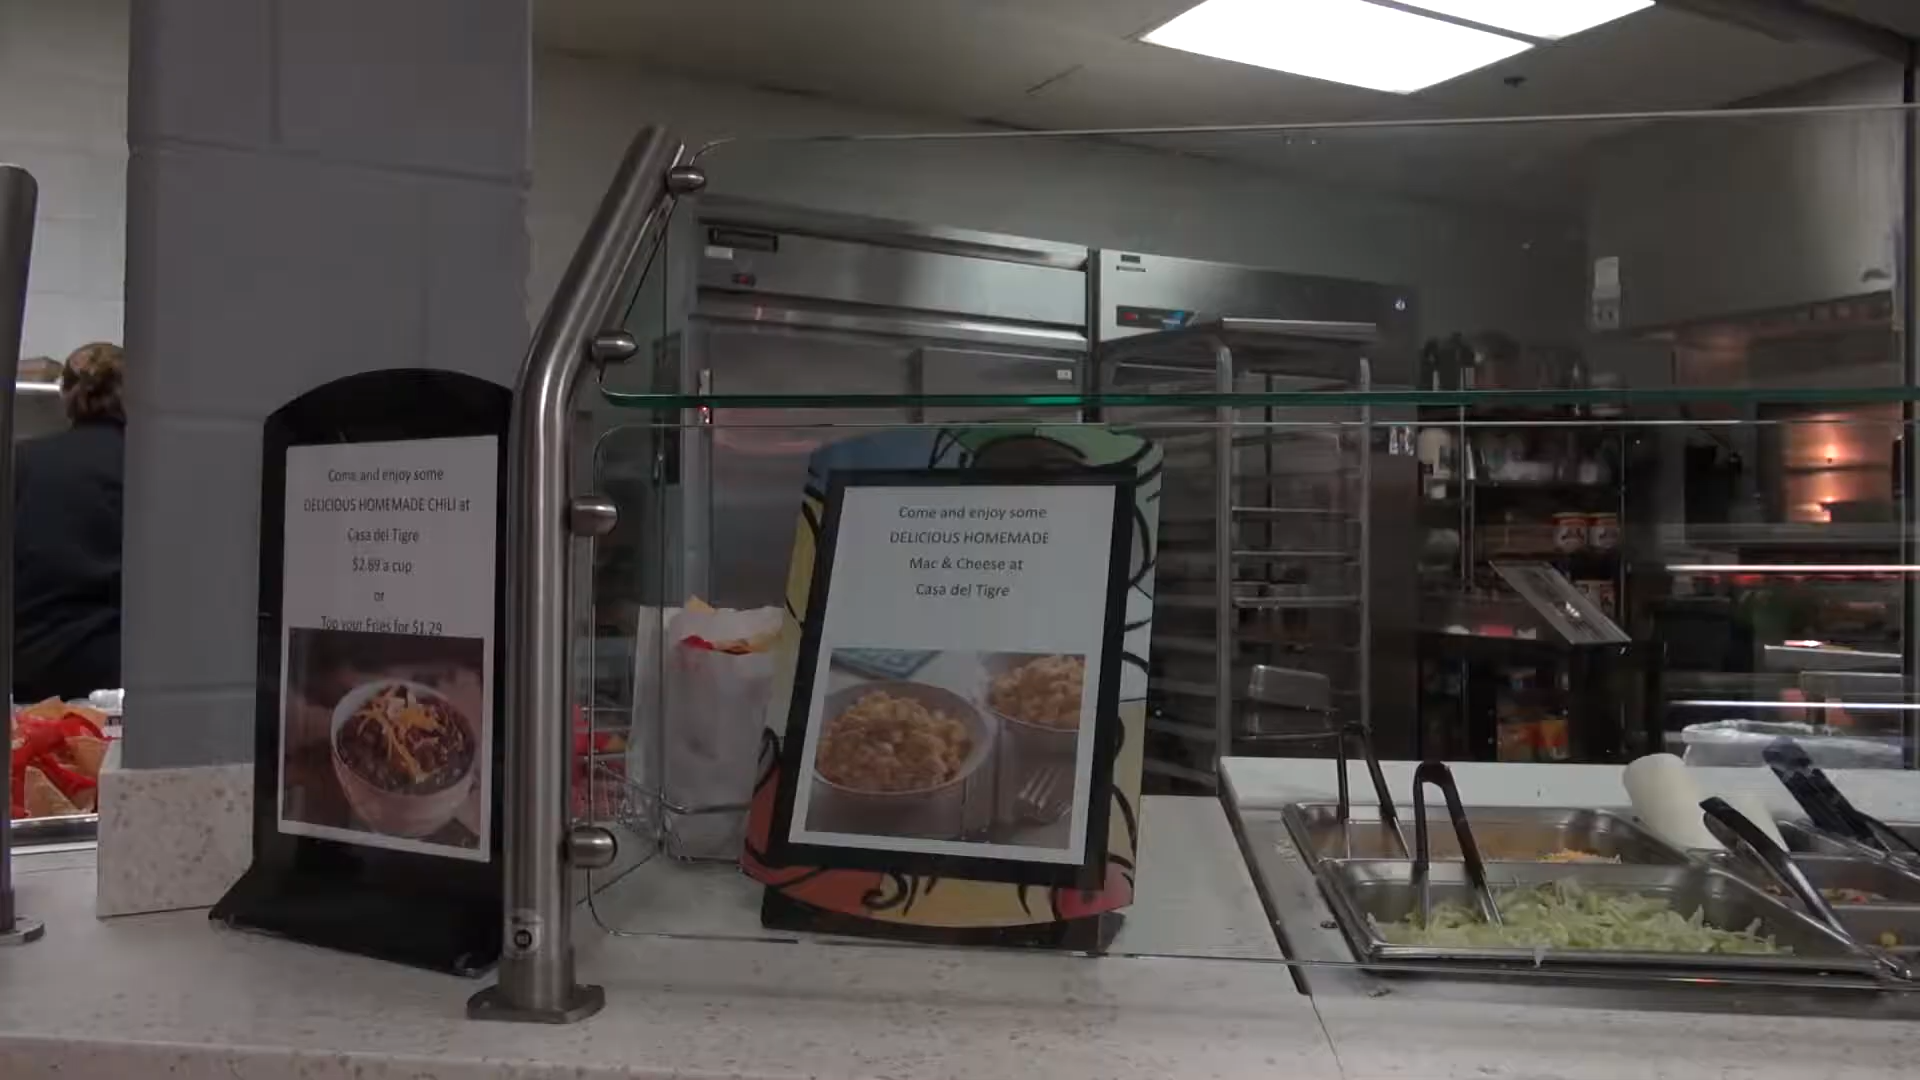 Come and enjoy some
DELICIOUS HOMEMADE CHILI at
Casa del Tigre
$2.69 a cup
or
Top your Fries for $1.29
Come and enjoy some
DELICIOUS HOMEMADE
Mac & Cheese at
Casa del Tigre